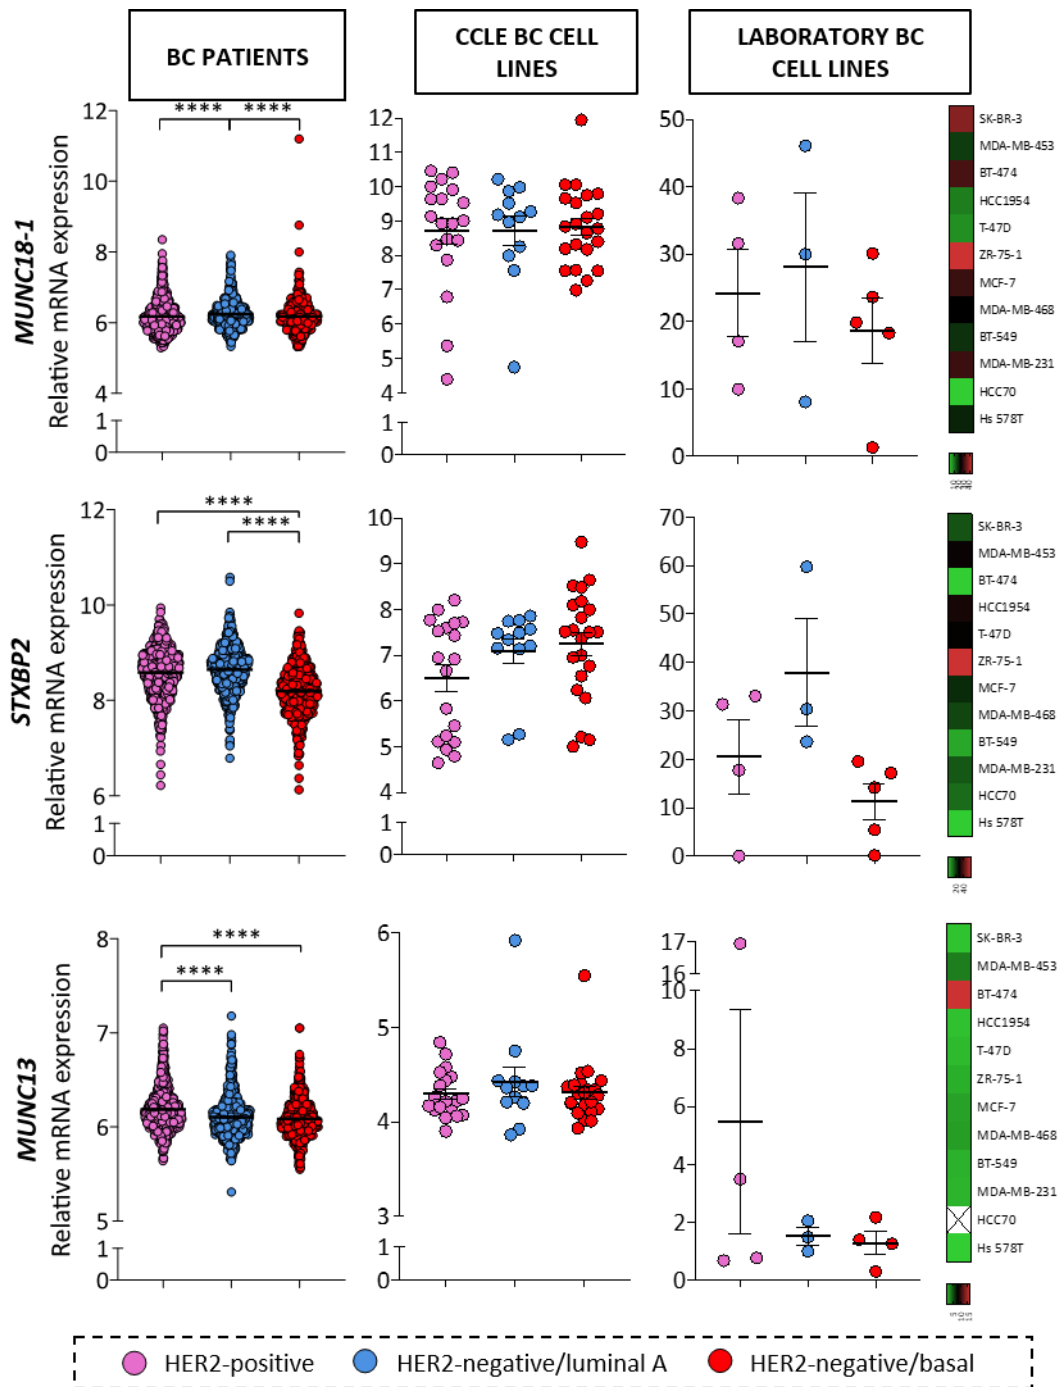 BC PATIENTS
CCLE BC CELL
LINES
LABORATORY BC
CELL LINES
MUNC18-1
Relative mRNA expression
12
10
8
6
4
1
0
****
****
12
11
10
9
8
7
6
5
4
1
0
50
40
30
20
10
0
SK-BR-3
MDA-MB-453
BT-474
HCC1954
T-47D
ZR-75-1
MCF-7
MDA-MB-468
BT-549
MDA-MB-231
HCC70
Hs 578T
10
20
30
40
STXBP2
Relative mRNA expression
12
10
8
6
1
0
****
****
10
9
8
7
6
5
4
1
0
70
60
50
40
30
20
10
0
SK-BR-3
MDA-MB-453
BT-474
HCC1954
T-47D
ZR-75-1
MCF-7
MDA-MB-468
BT-549
MDA-MB-231
HCC70
Hs 578T
20
40
MUNC13
Relative mRNA expression
8
7
6
5
1
0
****
****
6
5
4
3
1
0
17
16
10
8
6
4
2
0
SK-BR-3
MDA-MB-453
BT-474
HCC1954
T-47D
ZR-75-1
MCF-7
MDA-MB-468
BT-549
MDA-MB-231
HCC70
Hs 578T
5
10
15
HER2-positive
HER2-negative/luminal A
HER2-negative/basal